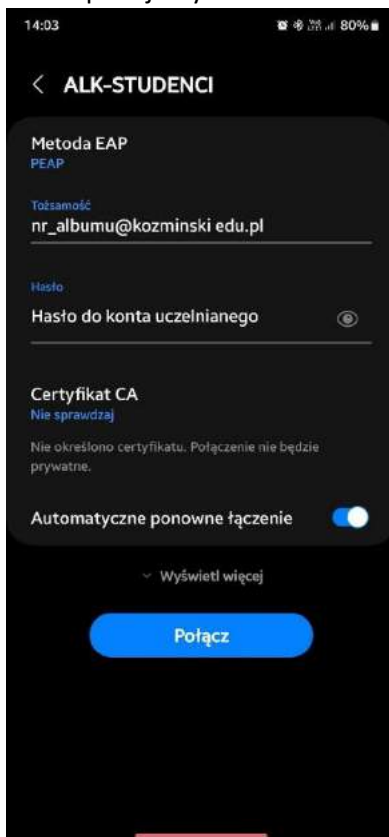 14:03 80%
ALK-STUDENCI
Metoda EAP
PEAP
Tożsamość
nr_albumu@kozminski edu.pl
Hasło
Hasło do konta uczelnianego
Certyfikat CA
Nie sprawdzaj
Nie określono certyfikatu. Połączenie nie będzie
prywatne.
Automatyczne ponowne łączenie
Wyświetl więcej
Połącz